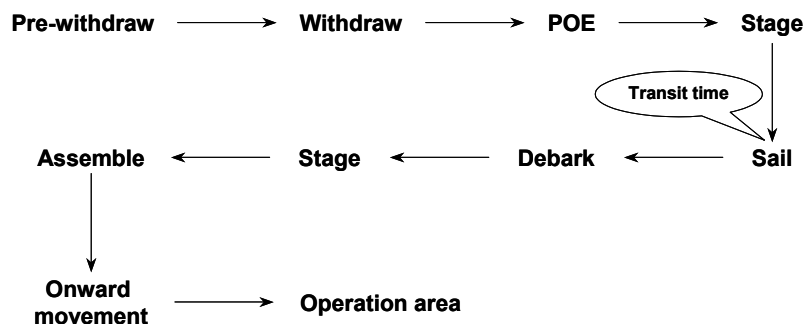 Pre-withdraw
Withdraw
POE
Stage
Transit time
Assemble
Stage
Debark
Sail
Onward
movement
Operation area